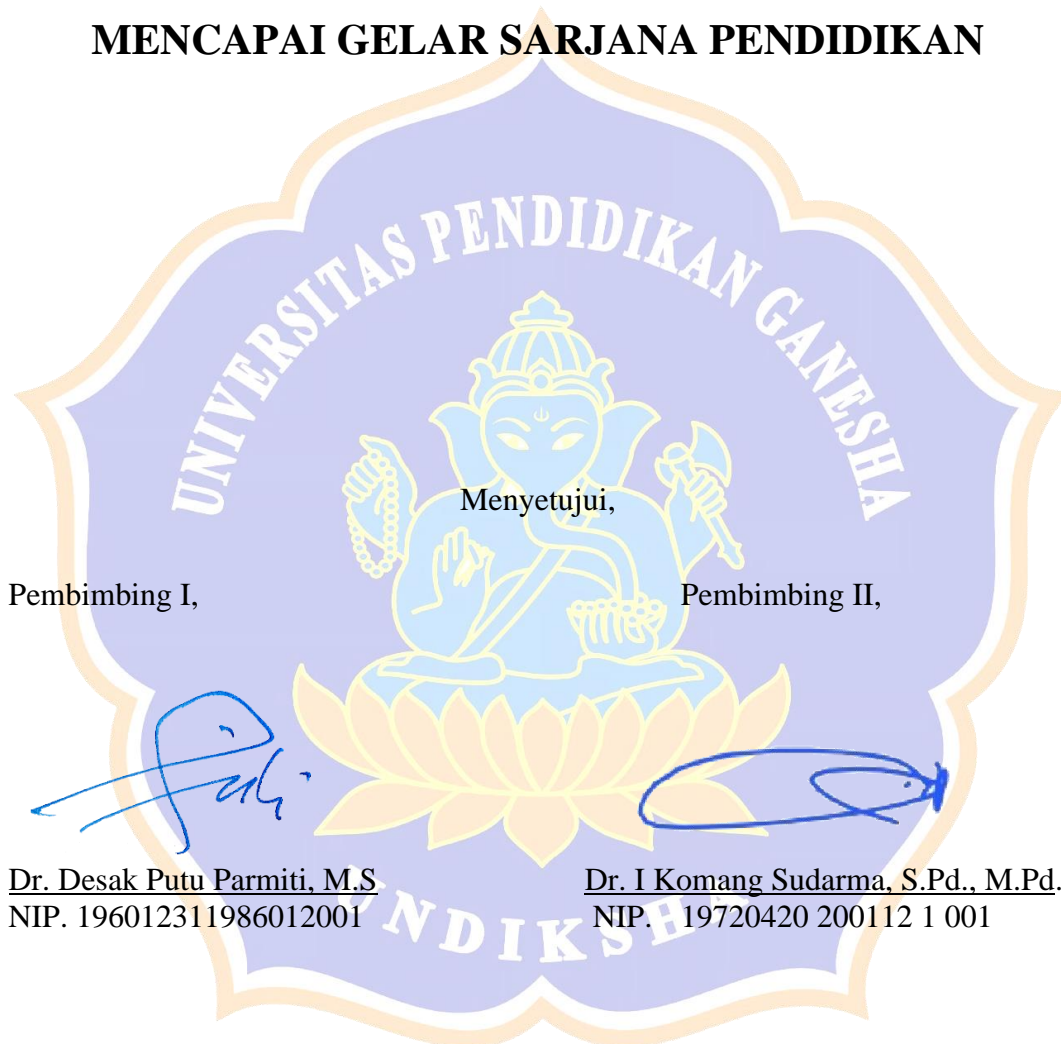 MENCAPAI GELAR SARJANA PENDIDIKAN
UNIVERSITAS PENDIDIKAN GANESHA
Menyetujui,
Pembimbing I, Pembimbing II,
Dr. Desak Putu Parmiti, M.S Dr. I Komang Sudarma, S.Pd., M.Pd.
NIP. 196012311986012001 NIP. 19720420 200112 1 001
UNDIKSHA